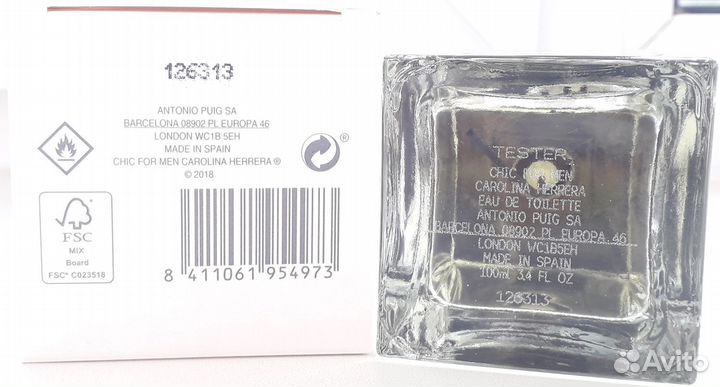 126313
ANTONIO PUIG SA
BARCELONA 08902 PL. EUROPA 46
LONDON WC1B 5EH
MADE IN SPAIN
CHIC FOR MEN CAROLINA HERRERA ®
© 2018
FSC
MIX
Board
FSC® C023518
8 411061 954973
TESTER
CHIC FOR MEN
CAROLINA HERRERA
EAU DE TOILETTE
ANTONIO PUIG SA
BARCELONA 08902 PL. EUROPA 46
LONDON WC1B5EH
MADE IN SPAIN
100ml 3.4 FL OZ
126313
Avito